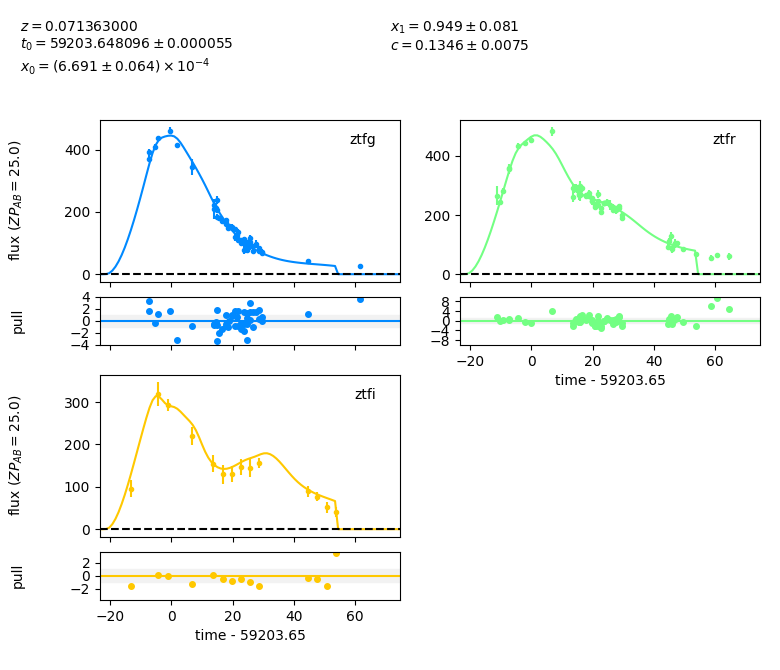 z = 0.071363000
t₀ = 59203.648096 ± 0.000055
x₀ = (6.691 ± 0.064) × 10⁻⁴
x₁ = 0.949 ± 0.081
c = 0.1346 ± 0.0075
flux (ZP_AB = 25.0)
400
200
0
ztfg
4
2
0
−2
−4
pull
400
200
0
ztfr
8
4
0
−4
−8
−20 0 20 40 60
time - 59203.65
flux (ZP_AB = 25.0)
300
200
100
0
ztfi
2
0
−2
pull
−20 0 20 40 60
time - 59203.65